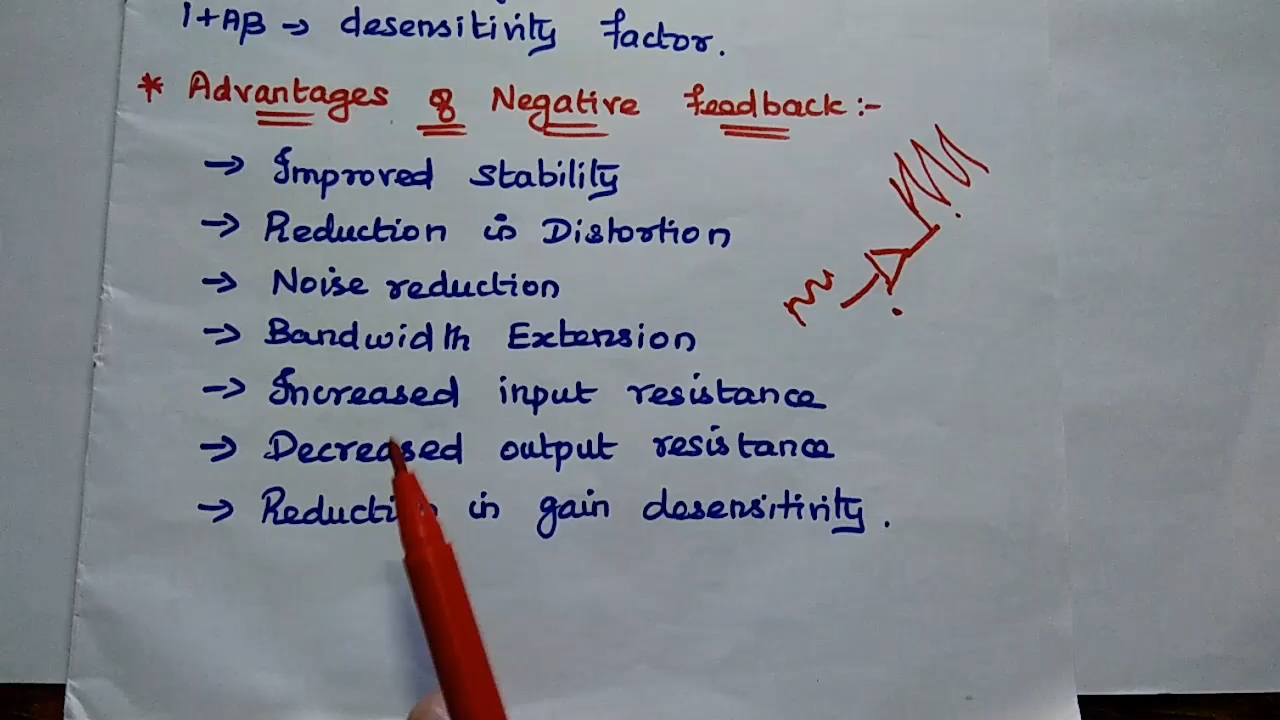 1+Aβ → desensitivity factor.
* Advantages of Negative feedback :-
→ Improved stability
→ Reduction in Distortion
→ Noise reduction
→ Bandwidth Extension
→ Increased input resistance
→ Decreased output resistance
→ Reduction in gain desensitivity.